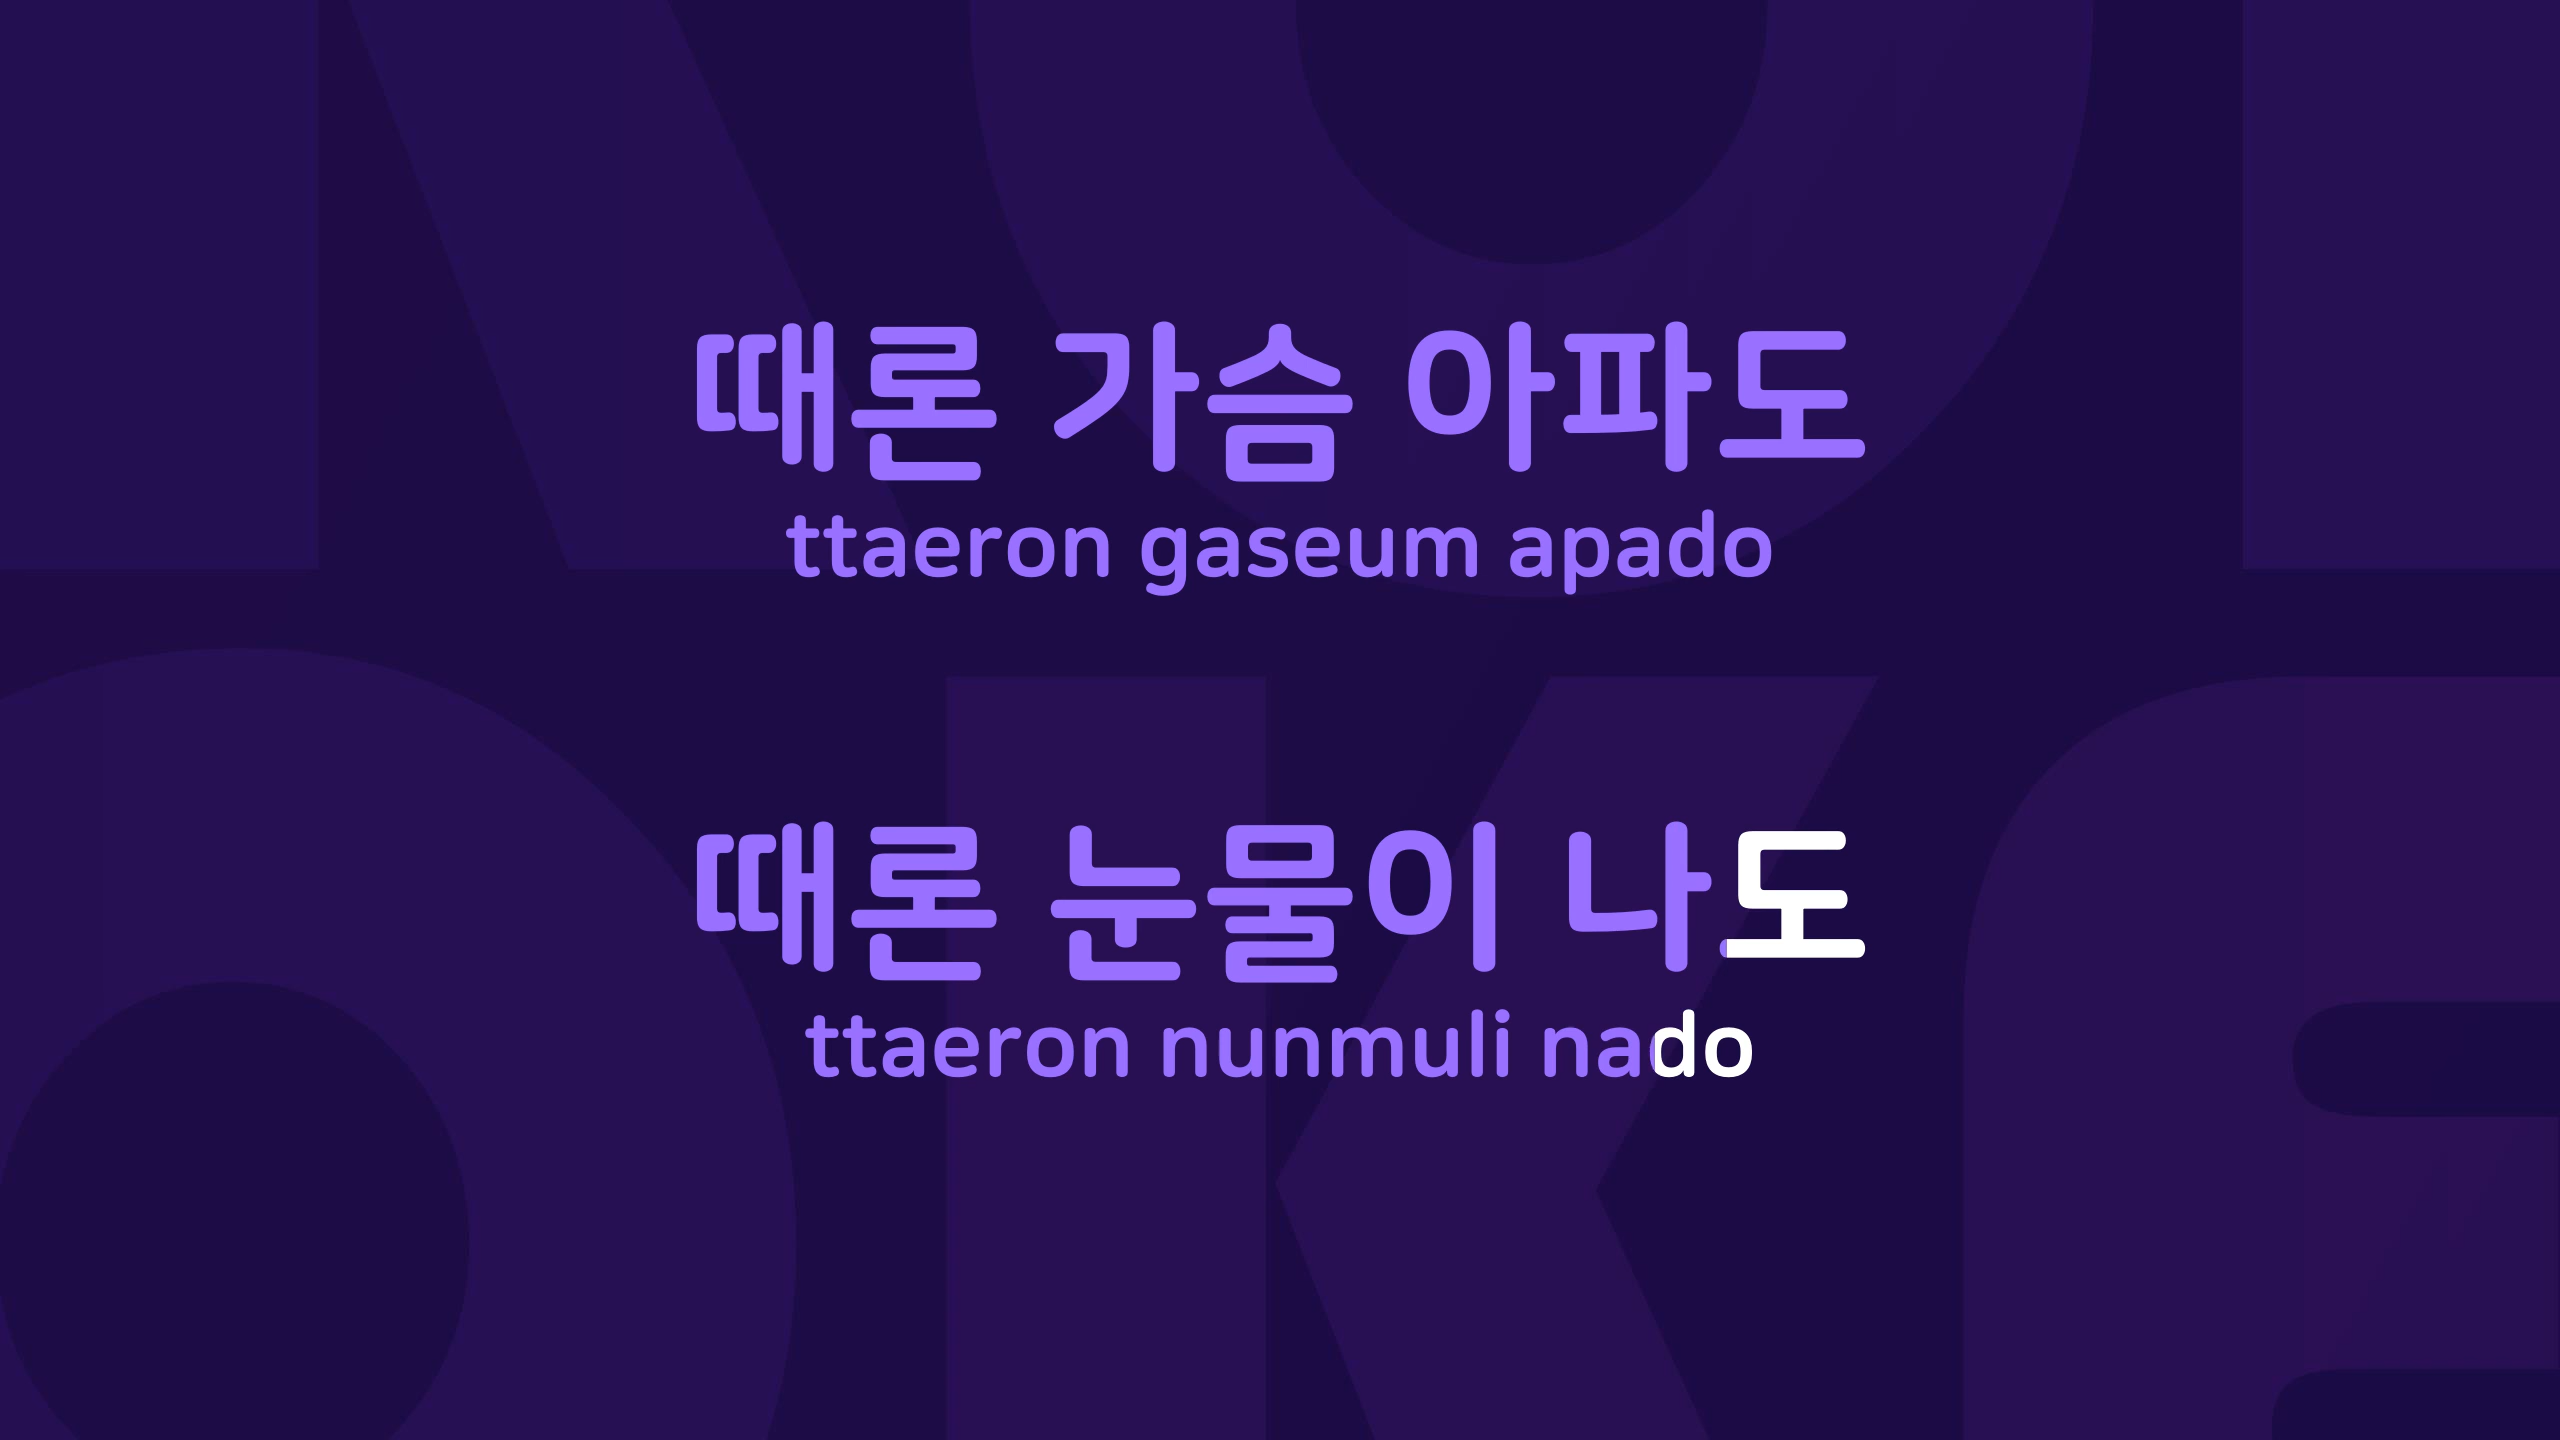 때론 가슴 아파도
ttaeron gaseum apado
때론 눈물이 나도
ttaeron nunmuli nado